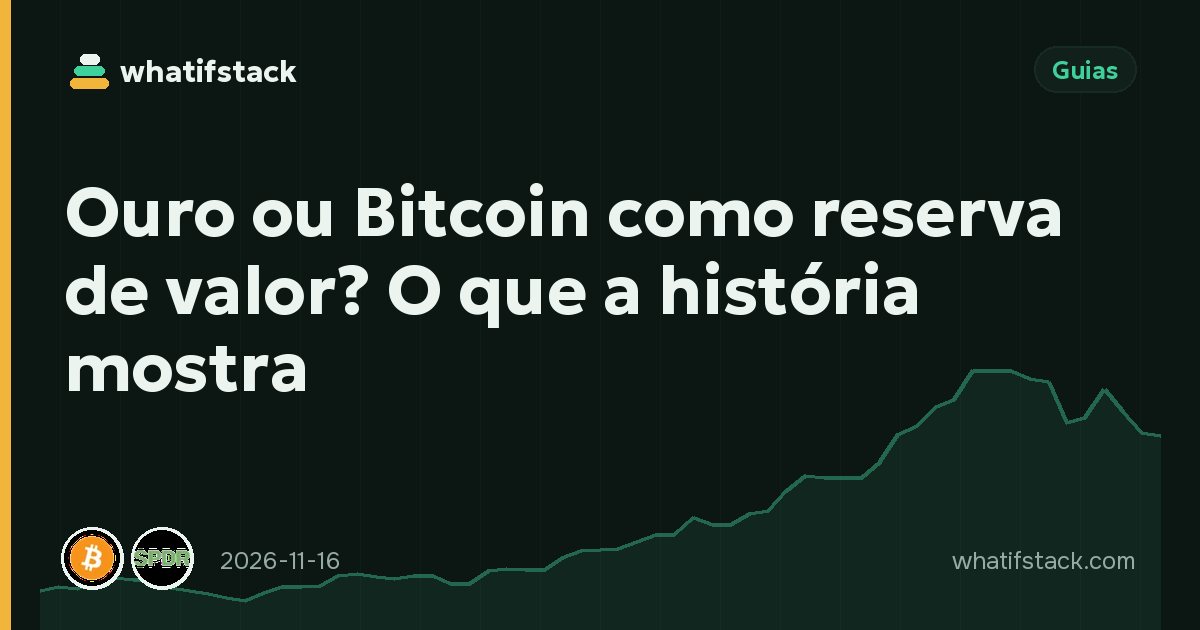 whatifstack
Guias
Ouro ou Bitcoin como reserva
de valor? O que a história
mostra
SPDR
2026-11-16
whatifstack.com